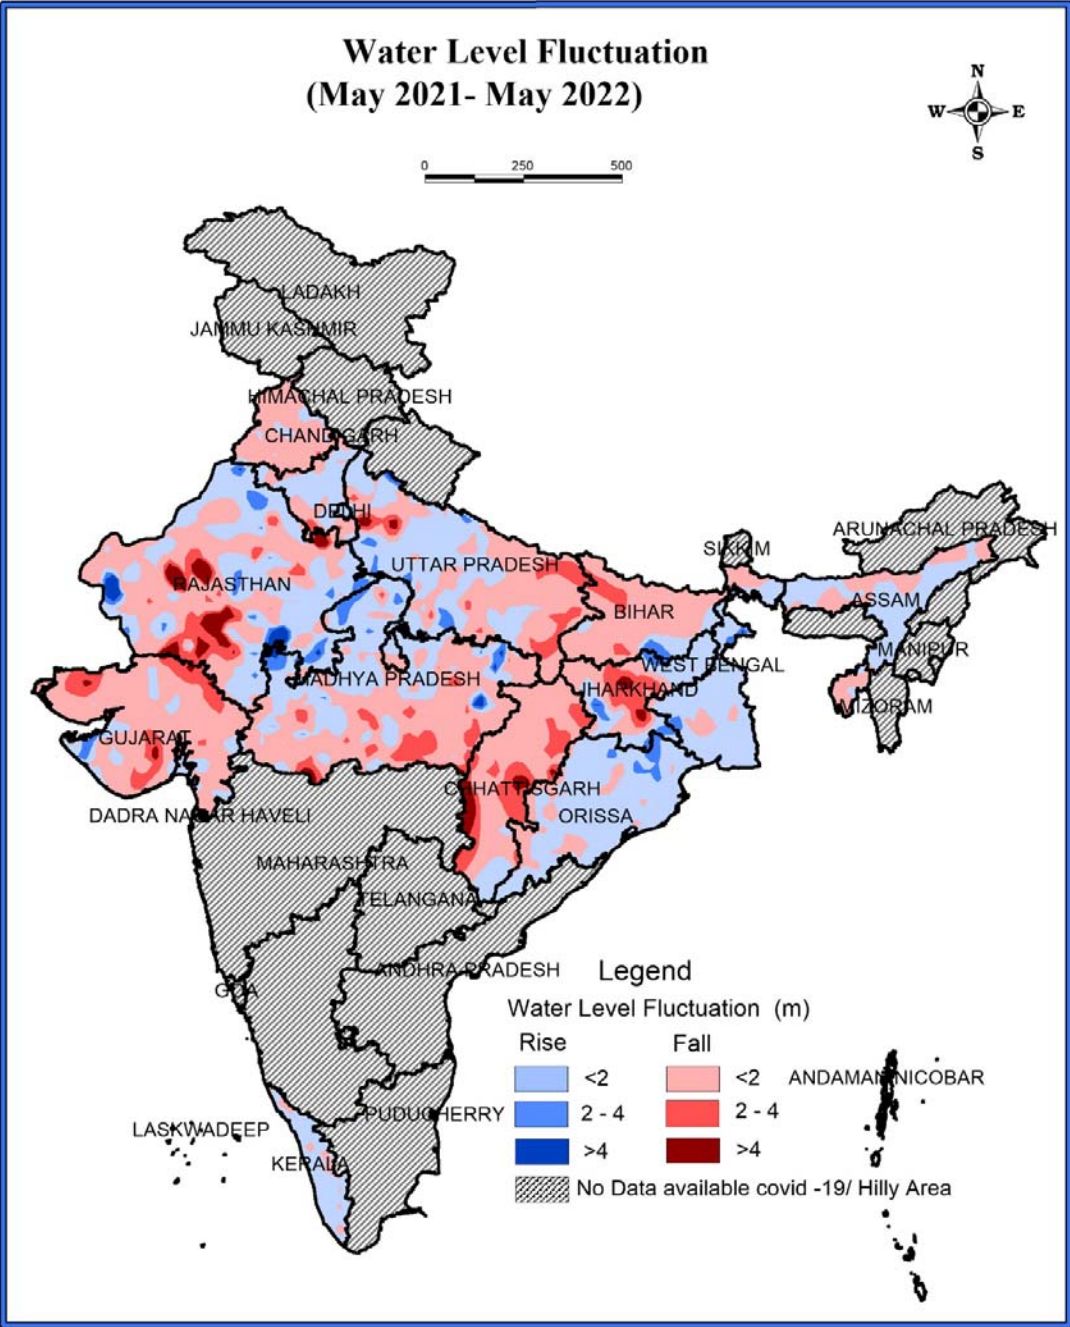 Water Level Fluctuation
(May 2021- May 2022)
N
W E
S
0 250 500
LADAKH
JAMMU KASHMIR
HIMACHAL PRADESH
CHANDIGARH
DELHI
ARUNACHAL PRADESH
SIKKIM
UTTAR PRADESH
RAJASTHAN
ASSAM
BIHAR
MANIPUR
WEST BENGAL
MADHYA PRADESH
JHARKHAND
MIZORAM
GUJARAT
CHHATTISGARH
DADRA NAGAR HAVELI
ORISSA
MAHARASHTRA
TELANGANA
ANDHRA PRADESH
GOA
Legend
Water Level Fluctuation (m)
Rise Fall
<2 <2
2 - 4 2 - 4
>4 >4
No Data available covid -19/ Hilly Area
ANDAMAN NICOBAR
PUDUCHERRY
LASKWADEEP
KERALA